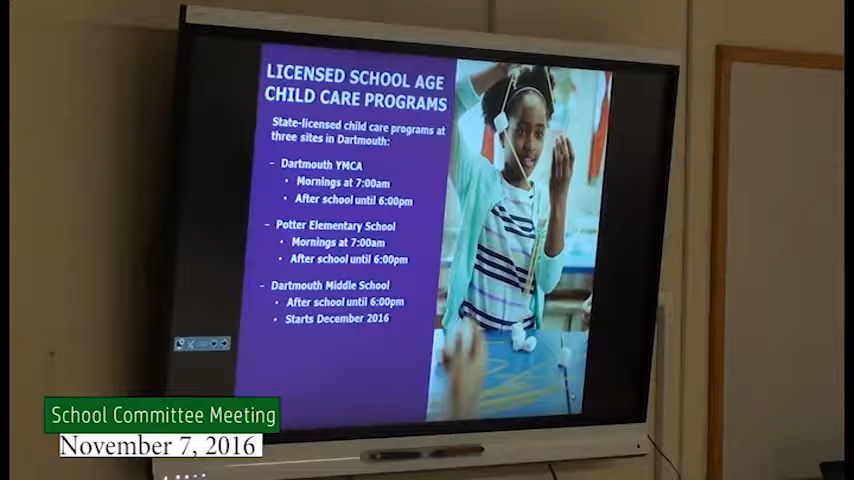 LICENSED SCHOOL AGE
CHILD CARE PROGRAMS
State-licensed child care programs at
three sites in Dartmouth:
– Dartmouth YMCA
• Mornings at 7:00am
• After school until 6:00pm
– Potter Elementary School
• Mornings at 7:00am
• After school until 6:00pm
– Dartmouth Middle School
• After school until 6:00pm
• Starts December 2016
School Committee Meeting
November 7, 2016